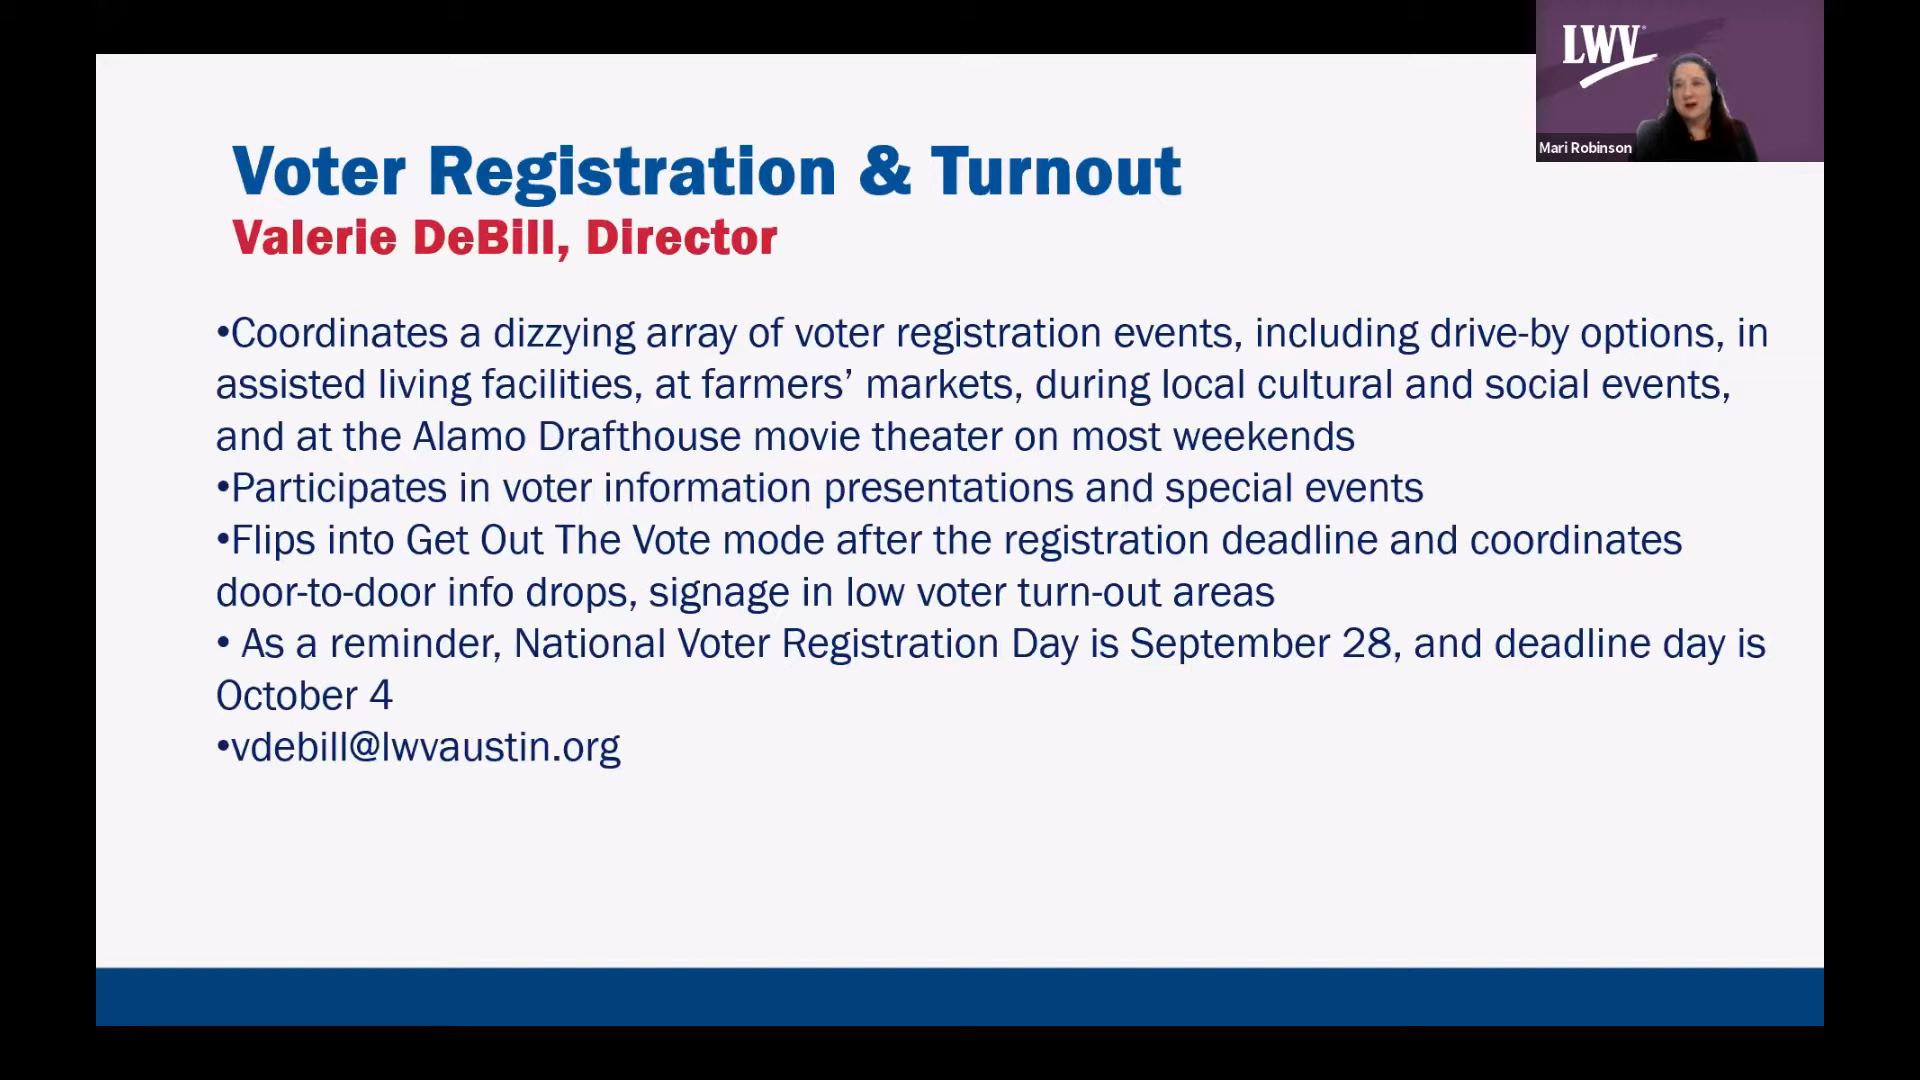 LWV
Mari Robinson
Voter Registration & Turnout
Valerie DeBill, Director
•Coordinates a dizzying array of voter registration events, including drive-by options, in
assisted living facilities, at farmers’ markets, during local cultural and social events,
and at the Alamo Drafthouse movie theater on most weekends
•Participates in voter information presentations and special events
•Flips into Get Out The Vote mode after the registration deadline and coordinates
door-to-door info drops, signage in low voter turn-out areas
• As a reminder, National Voter Registration Day is September 28, and deadline day is
October 4
•vdebill@lwvaustin.org